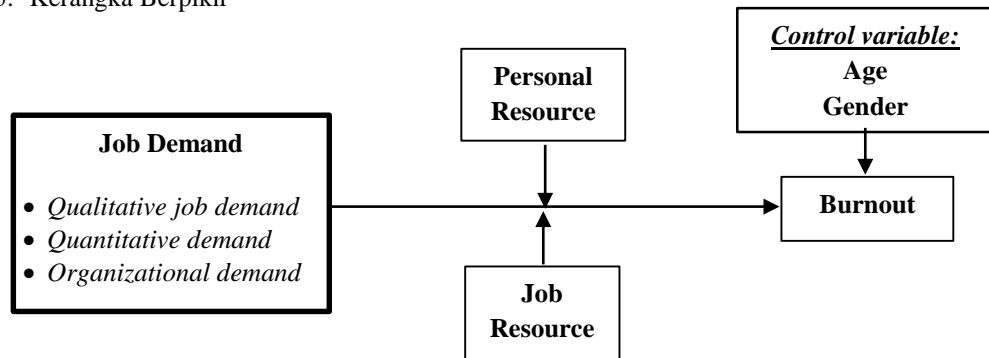 Kerangka Berpikir
Control variable:
Age
Gender
Personal
Resource
Job Demand
• Qualitative job demand
• Quantitative demand
• Organizational demand
Burnout
Job
Resource